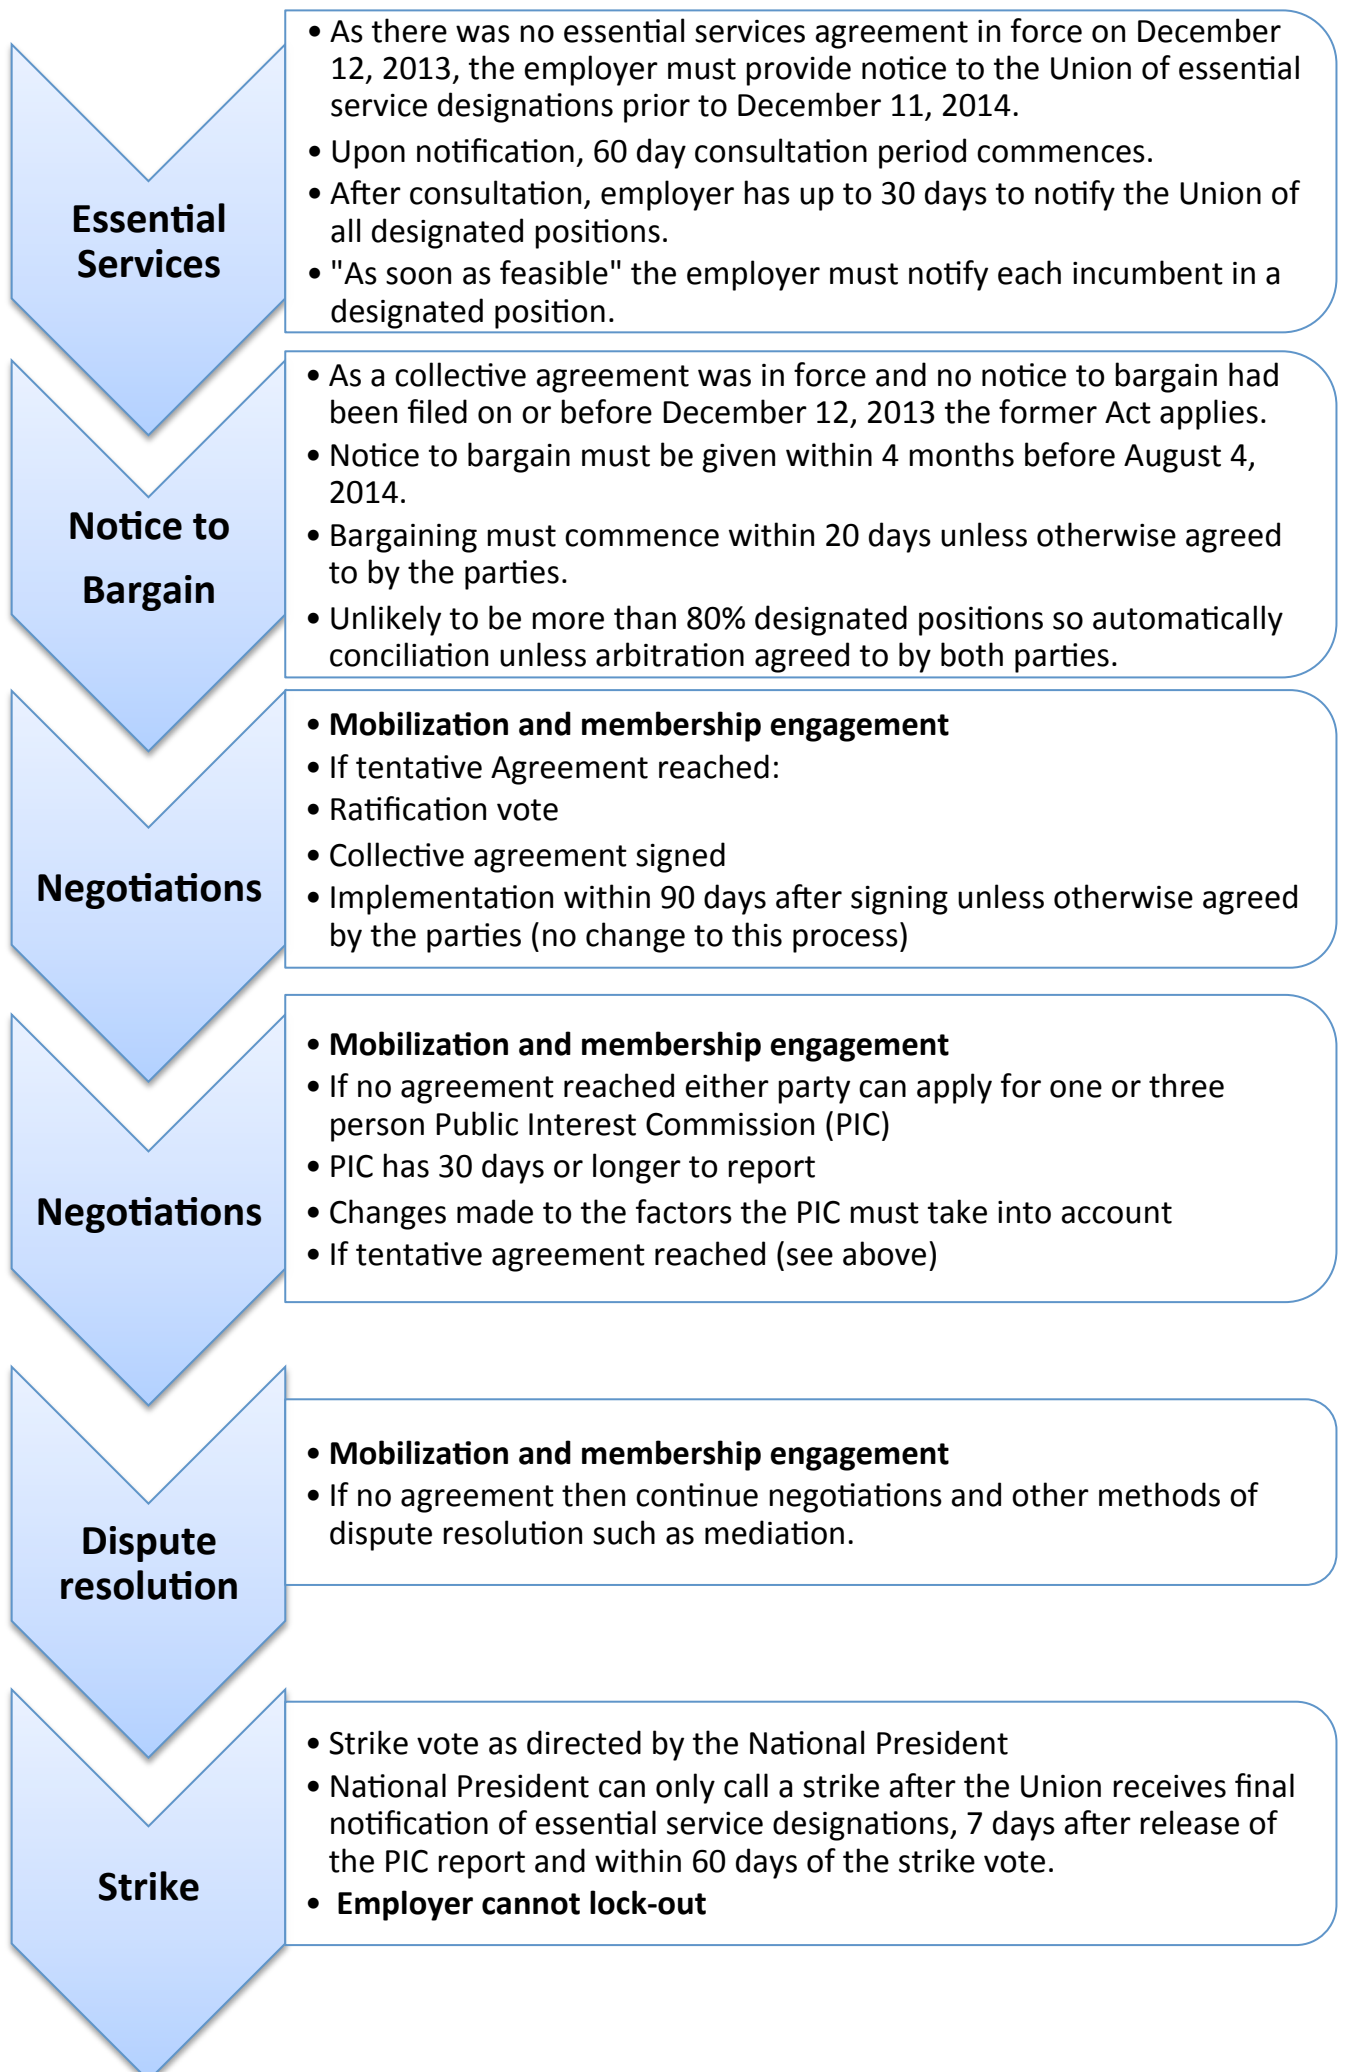 Essential
Services
• As there was no essential services agreement in force on December
12, 2013, the employer must provide notice to the Union of essential
service designations prior to December 11, 2014.
• Upon notification, 60 day consultation period commences.
• After consultation, employer has up to 30 days to notify the Union of
all designated positions.
• "As soon as feasible" the employer must notify each incumbent in a
designated position.
Notice to
Bargain
• As a collective agreement was in force and no notice to bargain had
been filed on or before December 12, 2013 the former Act applies.
• Notice to bargain must be given within 4 months before August 4,
2014.
• Bargaining must commence within 20 days unless otherwise agreed
to by the parties.
• Unlikely to be more than 80% designated positions so automatically
conciliation unless arbitration agreed to by both parties.
Negotiations
• Mobilization and membership engagement
• If tentative Agreement reached:
• Ratification vote
• Collective agreement signed
• Implementation within 90 days after signing unless otherwise agreed
by the parties (no change to this process)
Negotiations
• Mobilization and membership engagement
• If no agreement reached either party can apply for one or three
person Public Interest Commission (PIC)
• PIC has 30 days or longer to report
• Changes made to the factors the PIC must take into account
• If tentative agreement reached (see above)
Dispute
resolution
• Mobilization and membership engagement
• If no agreement then continue negotiations and other methods of
dispute resolution such as mediation.
Strike
• Strike vote as directed by the National President
• National President can only call a strike after the Union receives final
notification of essential service designations, 7 days after release of
the PIC report and within 60 days of the strike vote.
• Employer cannot lock-out